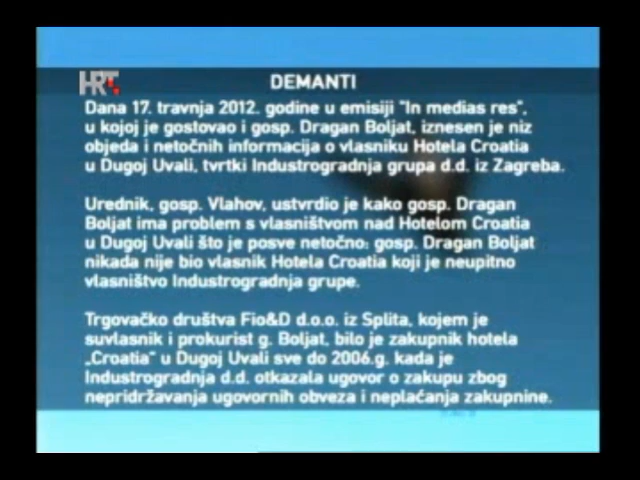 HRT
DEMANTI
Dana 17. travnja 2012. godine u emisiji "In medias res",
u kojoj je gostovao i gosp. Dragan Boljat, iznesen je niz
objeda i netočnih informacija o vlasniku Hotela Croatia
u Dugoj Uvali, tvrtki Industrogradnja grupa d.d. iz Zagreba.
Urednik, gosp. Vlahov, ustvrdio je kako gosp. Dragan
Boljat ima problem s vlasništvom nad Hotelom Croatia
u Dugoj Uvali što je posve netočno: gosp. Dragan Boljat
nikada nije bio vlasnik Hotela Croatia koji je neupitno
vlasništvo Industrogradnje grupe.
Trgovačko društva Fio&D d.o.o. iz Splita, kojem je
suvlasnik i prokurist g. Boljat, bilo je zakupnik hotela
„Croatia" u Dugoj Uvali sve do 2006.g. kada je
Industrogradnja d.d. otkazala ugovor o zakupu zbog
nepridržavanja ugovornih obveza i neplaćanja zakupnine.